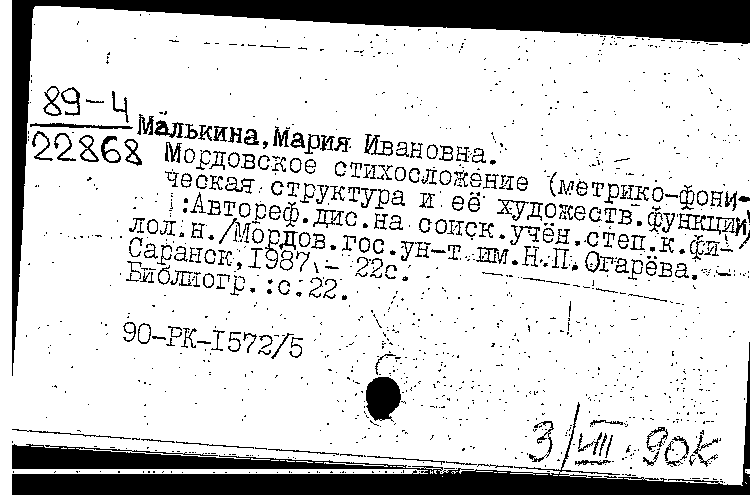 89-4
22868
Малькина, Мария Ивановна.
Мордовское стихосложение (метрико-фони-
ческая структура и её художеств.функции)
:Автореф.дис.на соиск.учён.степ.к.фи-
лол.н./Мордов.гос.ун-т им.Н.П.Огарёва.-
Саранск,I987.- 22с.
Библиогр.:с.22.
90-РК-I572/5
3/VIII 90к